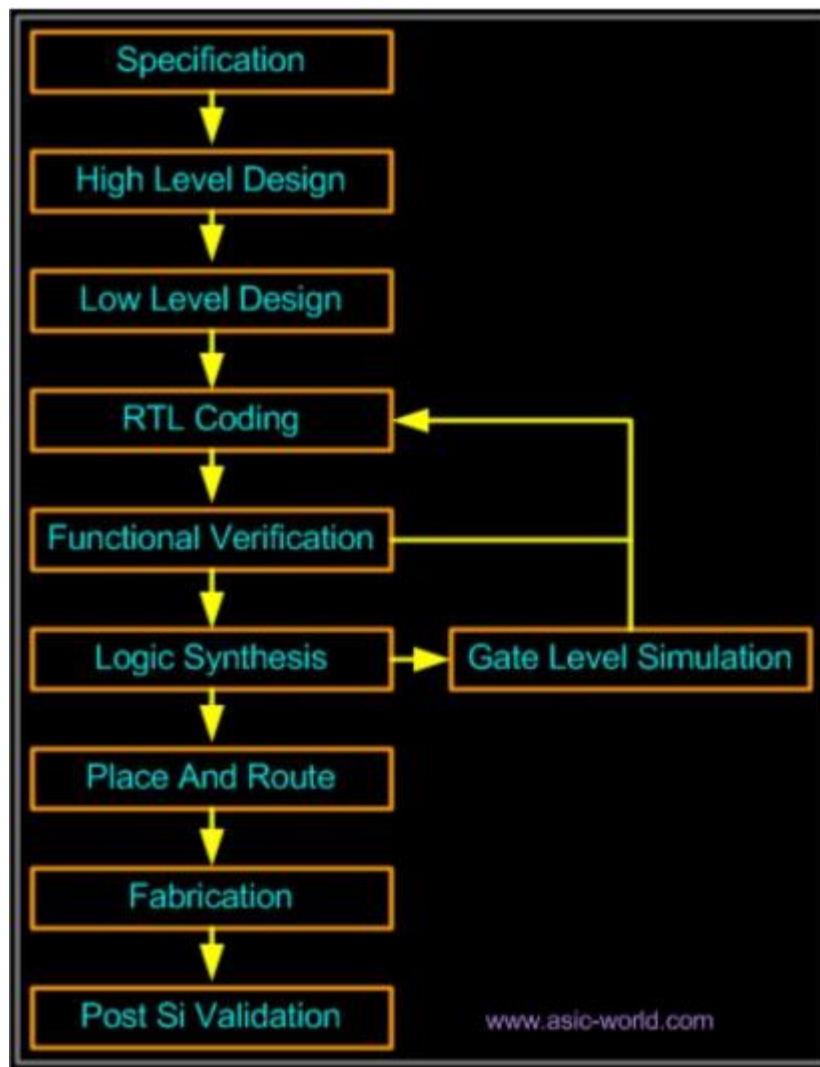 Specification
High Level Design
Low Level Design
RTL Coding
Functional Verification
Logic Synthesis
Gate Level Simulation
Place And Route
Fabrication
Post Si Validation
www.asic-world.com